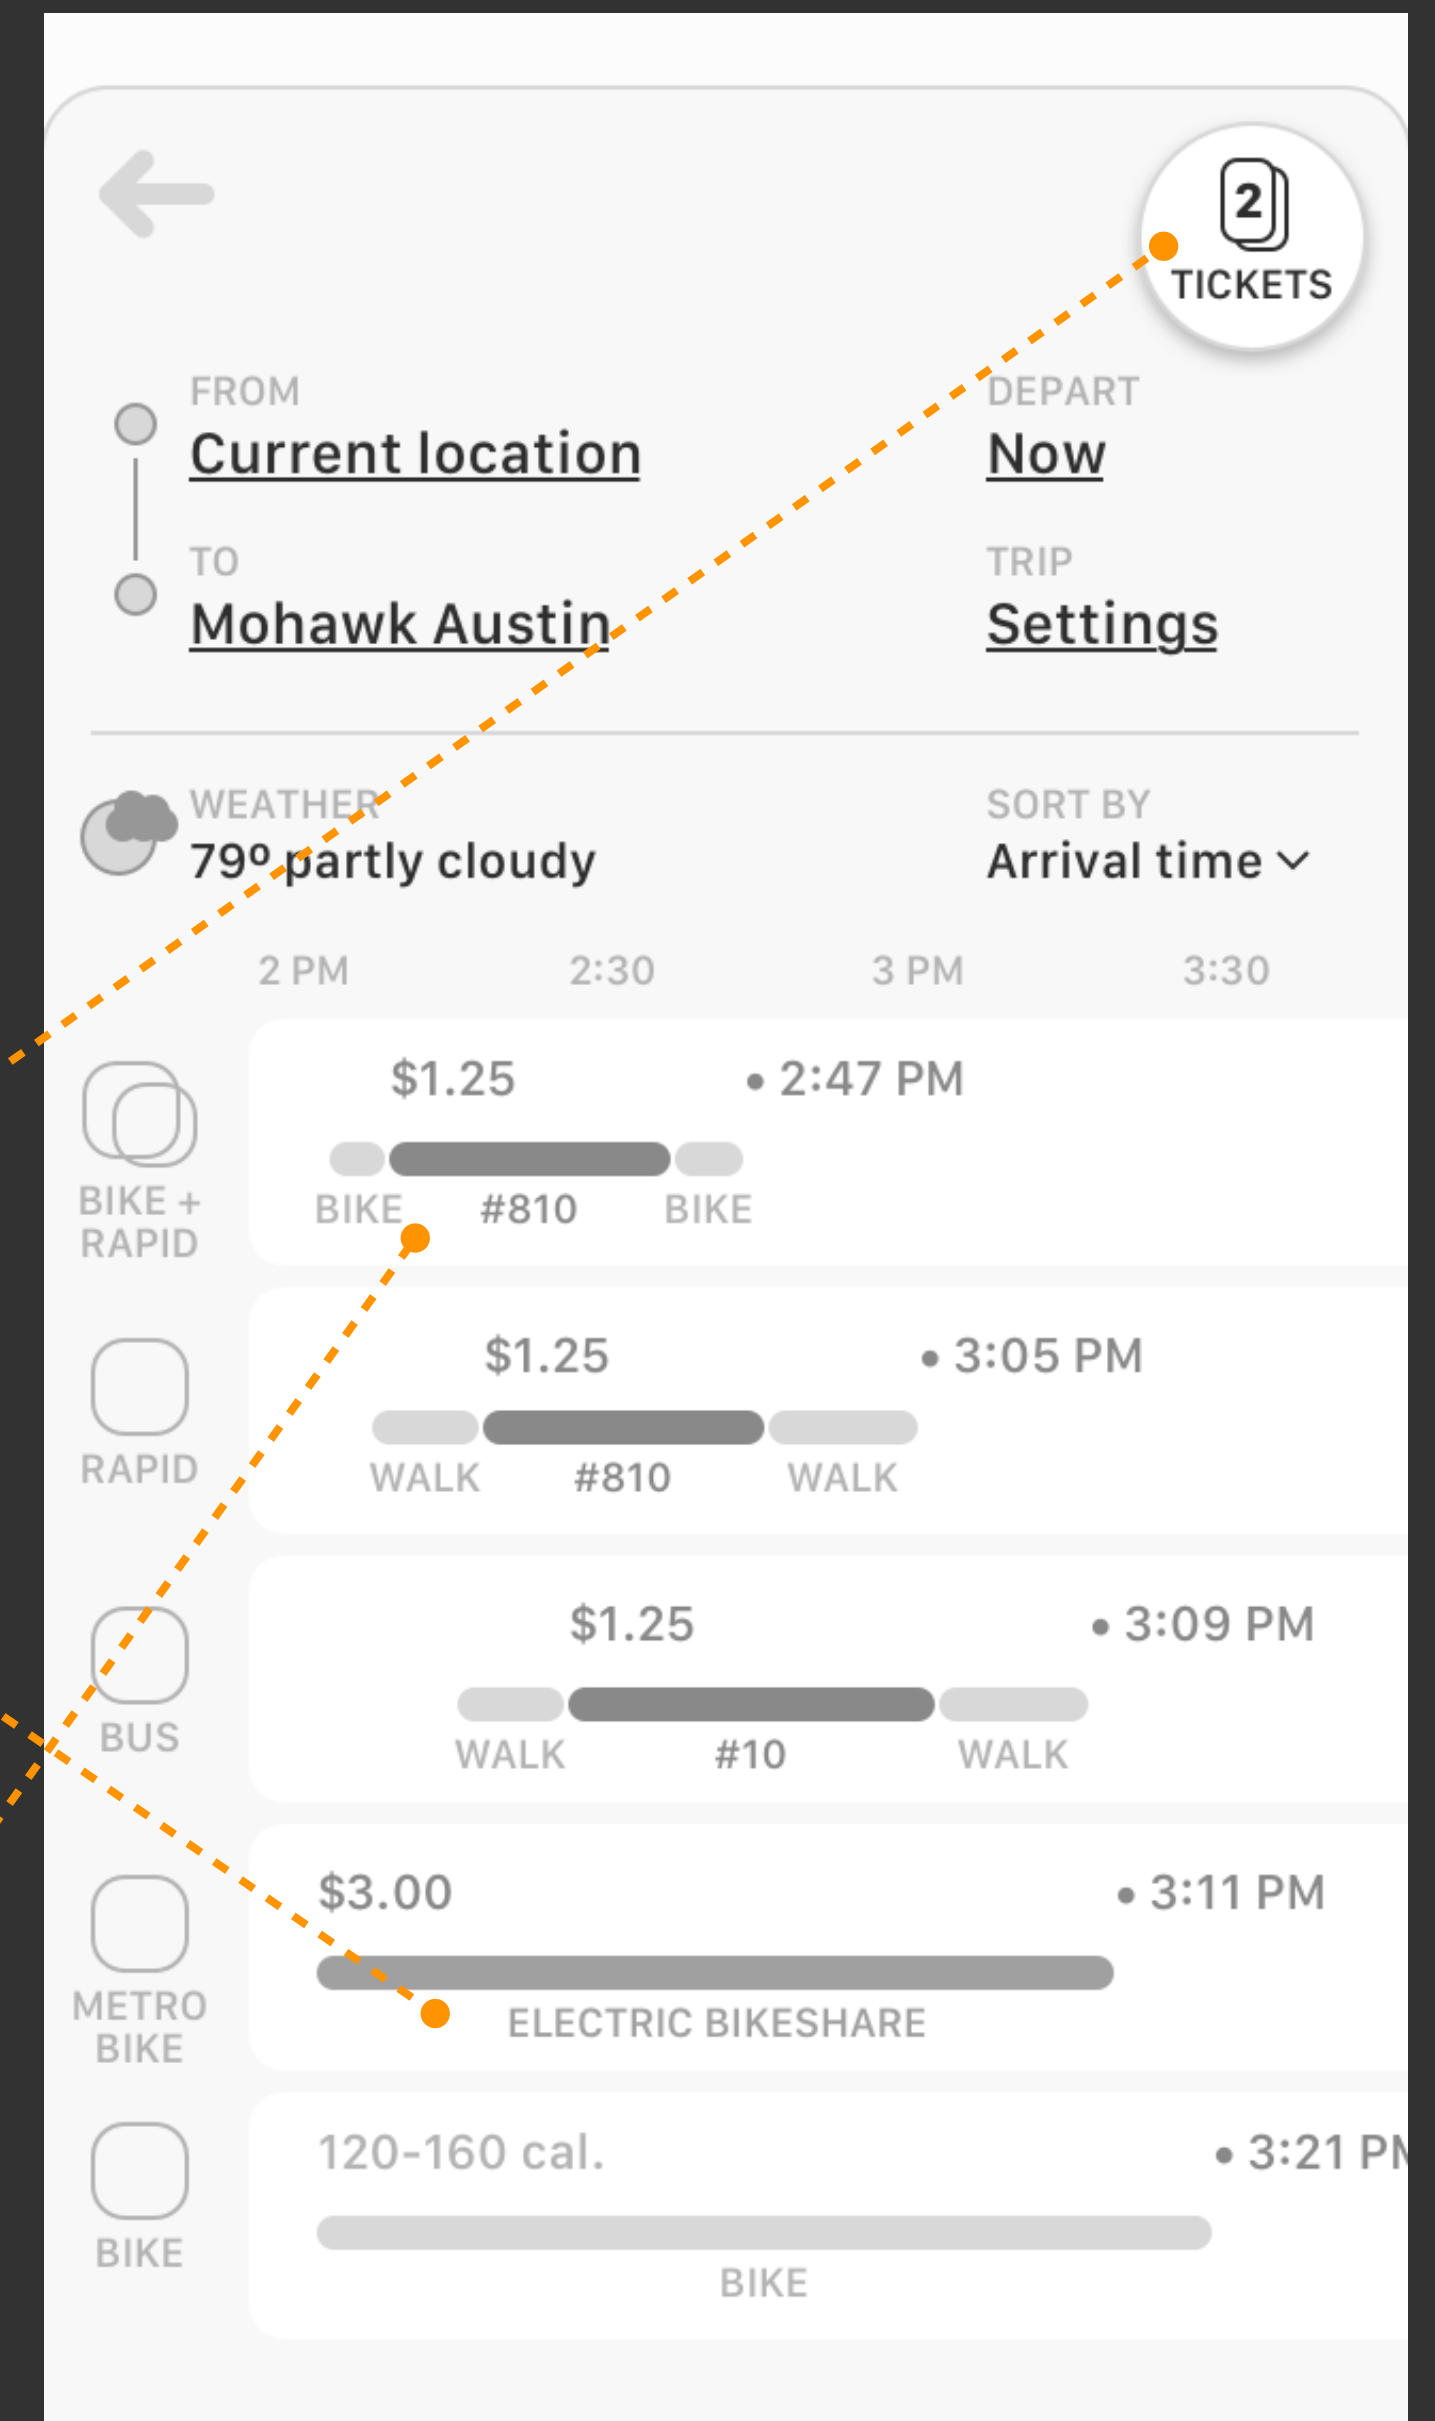 2
TICKETS
FROM
Current location
DEPART
Now
TO
Mohawk Austin
TRIP
Settings
WEATHER
79º partly cloudy
SORT BY
Arrival time
2 PM 2:30 3 PM 3:30
BIKE +
RAPID
$1.25 • 2:47 PM
BIKE #810 BIKE
RAPID
$1.25 • 3:05 PM
WALK #810 WALK
BUS
$1.25 • 3:09 PM
WALK #10 WALK
METRO
BIKE
$3.00 • 3:11 PM
ELECTRIC BIKESHARE
BIKE
120-160 cal. • 3:21 PM
BIKE